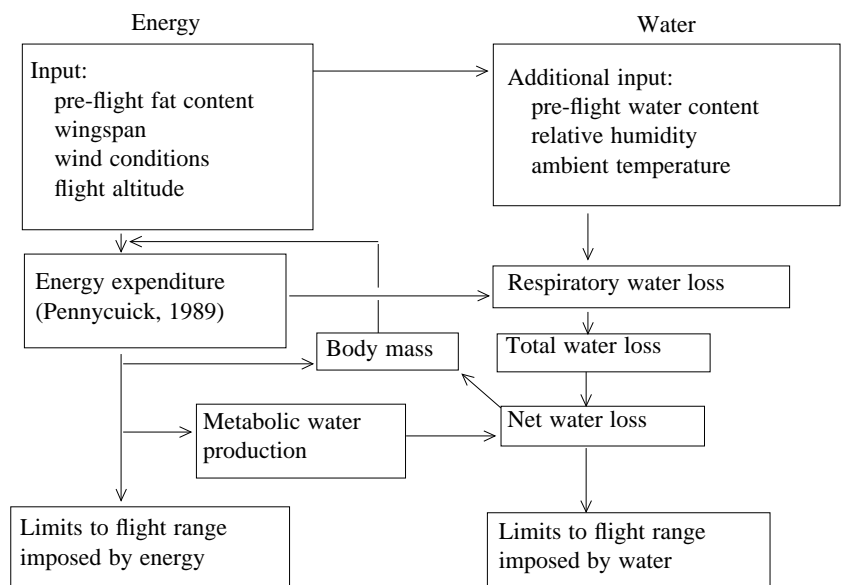 Energy
Water
Input:
pre-flight fat content
wingspan
wind conditions
flight altitude
Additional input:
pre-flight water content
relative humidity
ambient temperature
Energy expenditure
(Pennycuick, 1989)
Respiratory water loss
Body mass
Total water loss
Metabolic water
production
Net water loss
Limits to flight range
imposed by energy
Limits to flight range
imposed by water